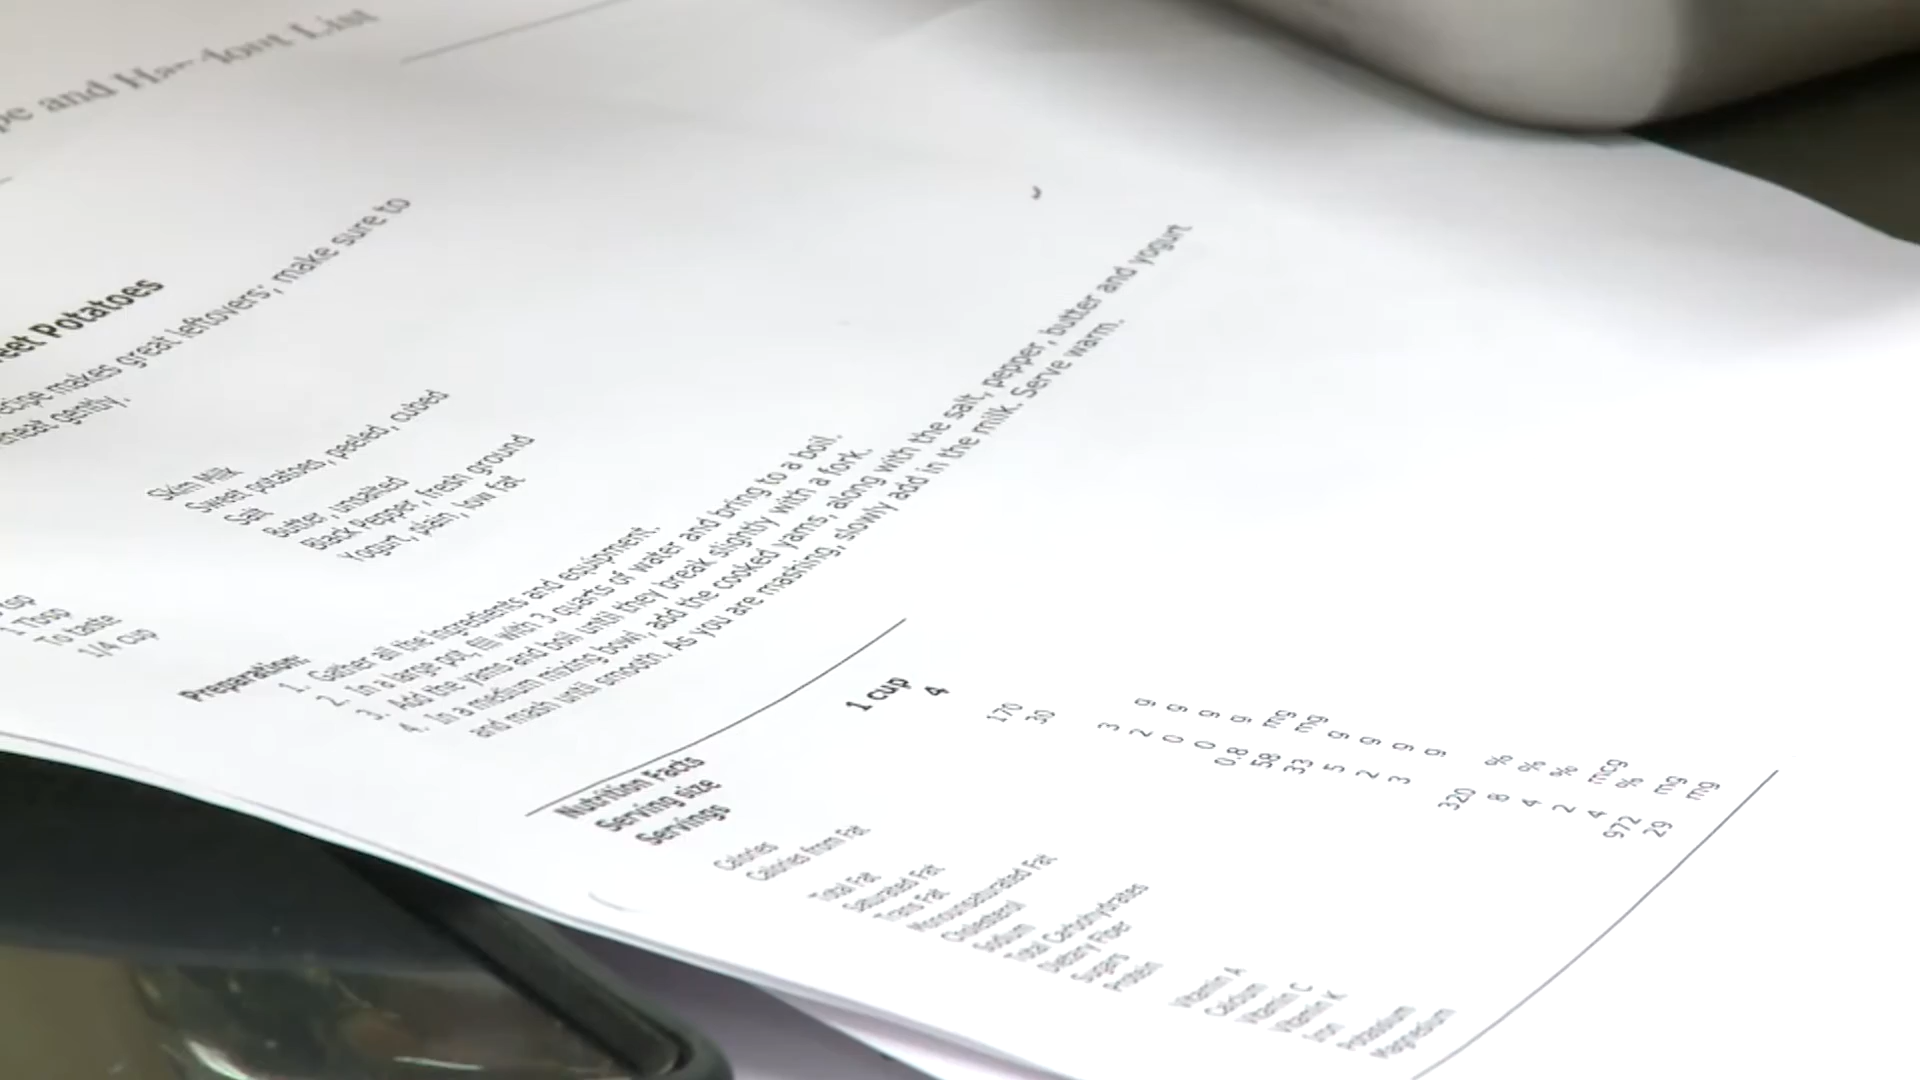 pe and Handout List
eet Potatoes
ecipe makes great leftovers; make sure to
heat gently.
Skim Milk
Sweet potatoes, peeled, cubed
Salt
1 Tbsp Butter, unsalted
To taste Black Pepper, fresh ground
1/4 cup Yogurt, plain, low fat
Preparation:
1. Gather all the ingredients and equipment.
2. In a large pot, fill with 3 quarts of water and bring to a boil.
3. Add the yams and boil until they break slightly with a fork.
4. In a medium mixing bowl, add the cooked yams, along with the salt, pepper, butter and yogurt
and mash until smooth. As you are mashing, slowly add in the milk. Serve warm.
Nutrition Facts
Serving size 1 cup
Servings 4
Calories 170
Calories from Fat 30
Total Fat 3 g
Saturated Fat 2 g
Trans Fat 0 g
Monounsaturated Fat 0.8 g
Cholesterol 58 mg
Sodium 33 mg
Total Carbohydrates
Dietary Fiber 5 g
Sugars 2 g
Protein 3 g
Vitamin A 320 %
Calcium 8 %
Vitamin C 4 %
Vitamin K 2 mcg
Iron 4 %
Potassium 972 mg
Magnesium 29 mg